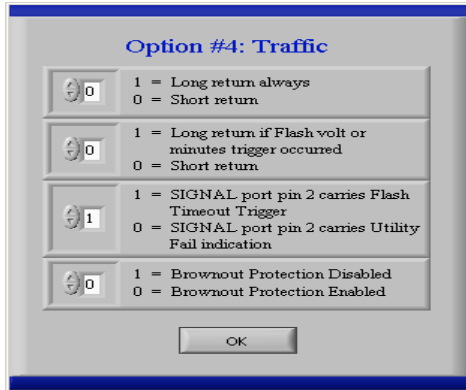 Option #4: Traffic
0
1 = Long return always
0 = Short return
0
1 = Long return if Flash volt or
minutes trigger occurred
0 = Short return
1
1 = SIGNAL port pin 2 carries Flash
Timeout Trigger
0 = SIGNAL port pin 2 carries Utility
Fail indication
0
1 = Brownout Protection Disabled
0 = Brownout Protection Enabled
OK